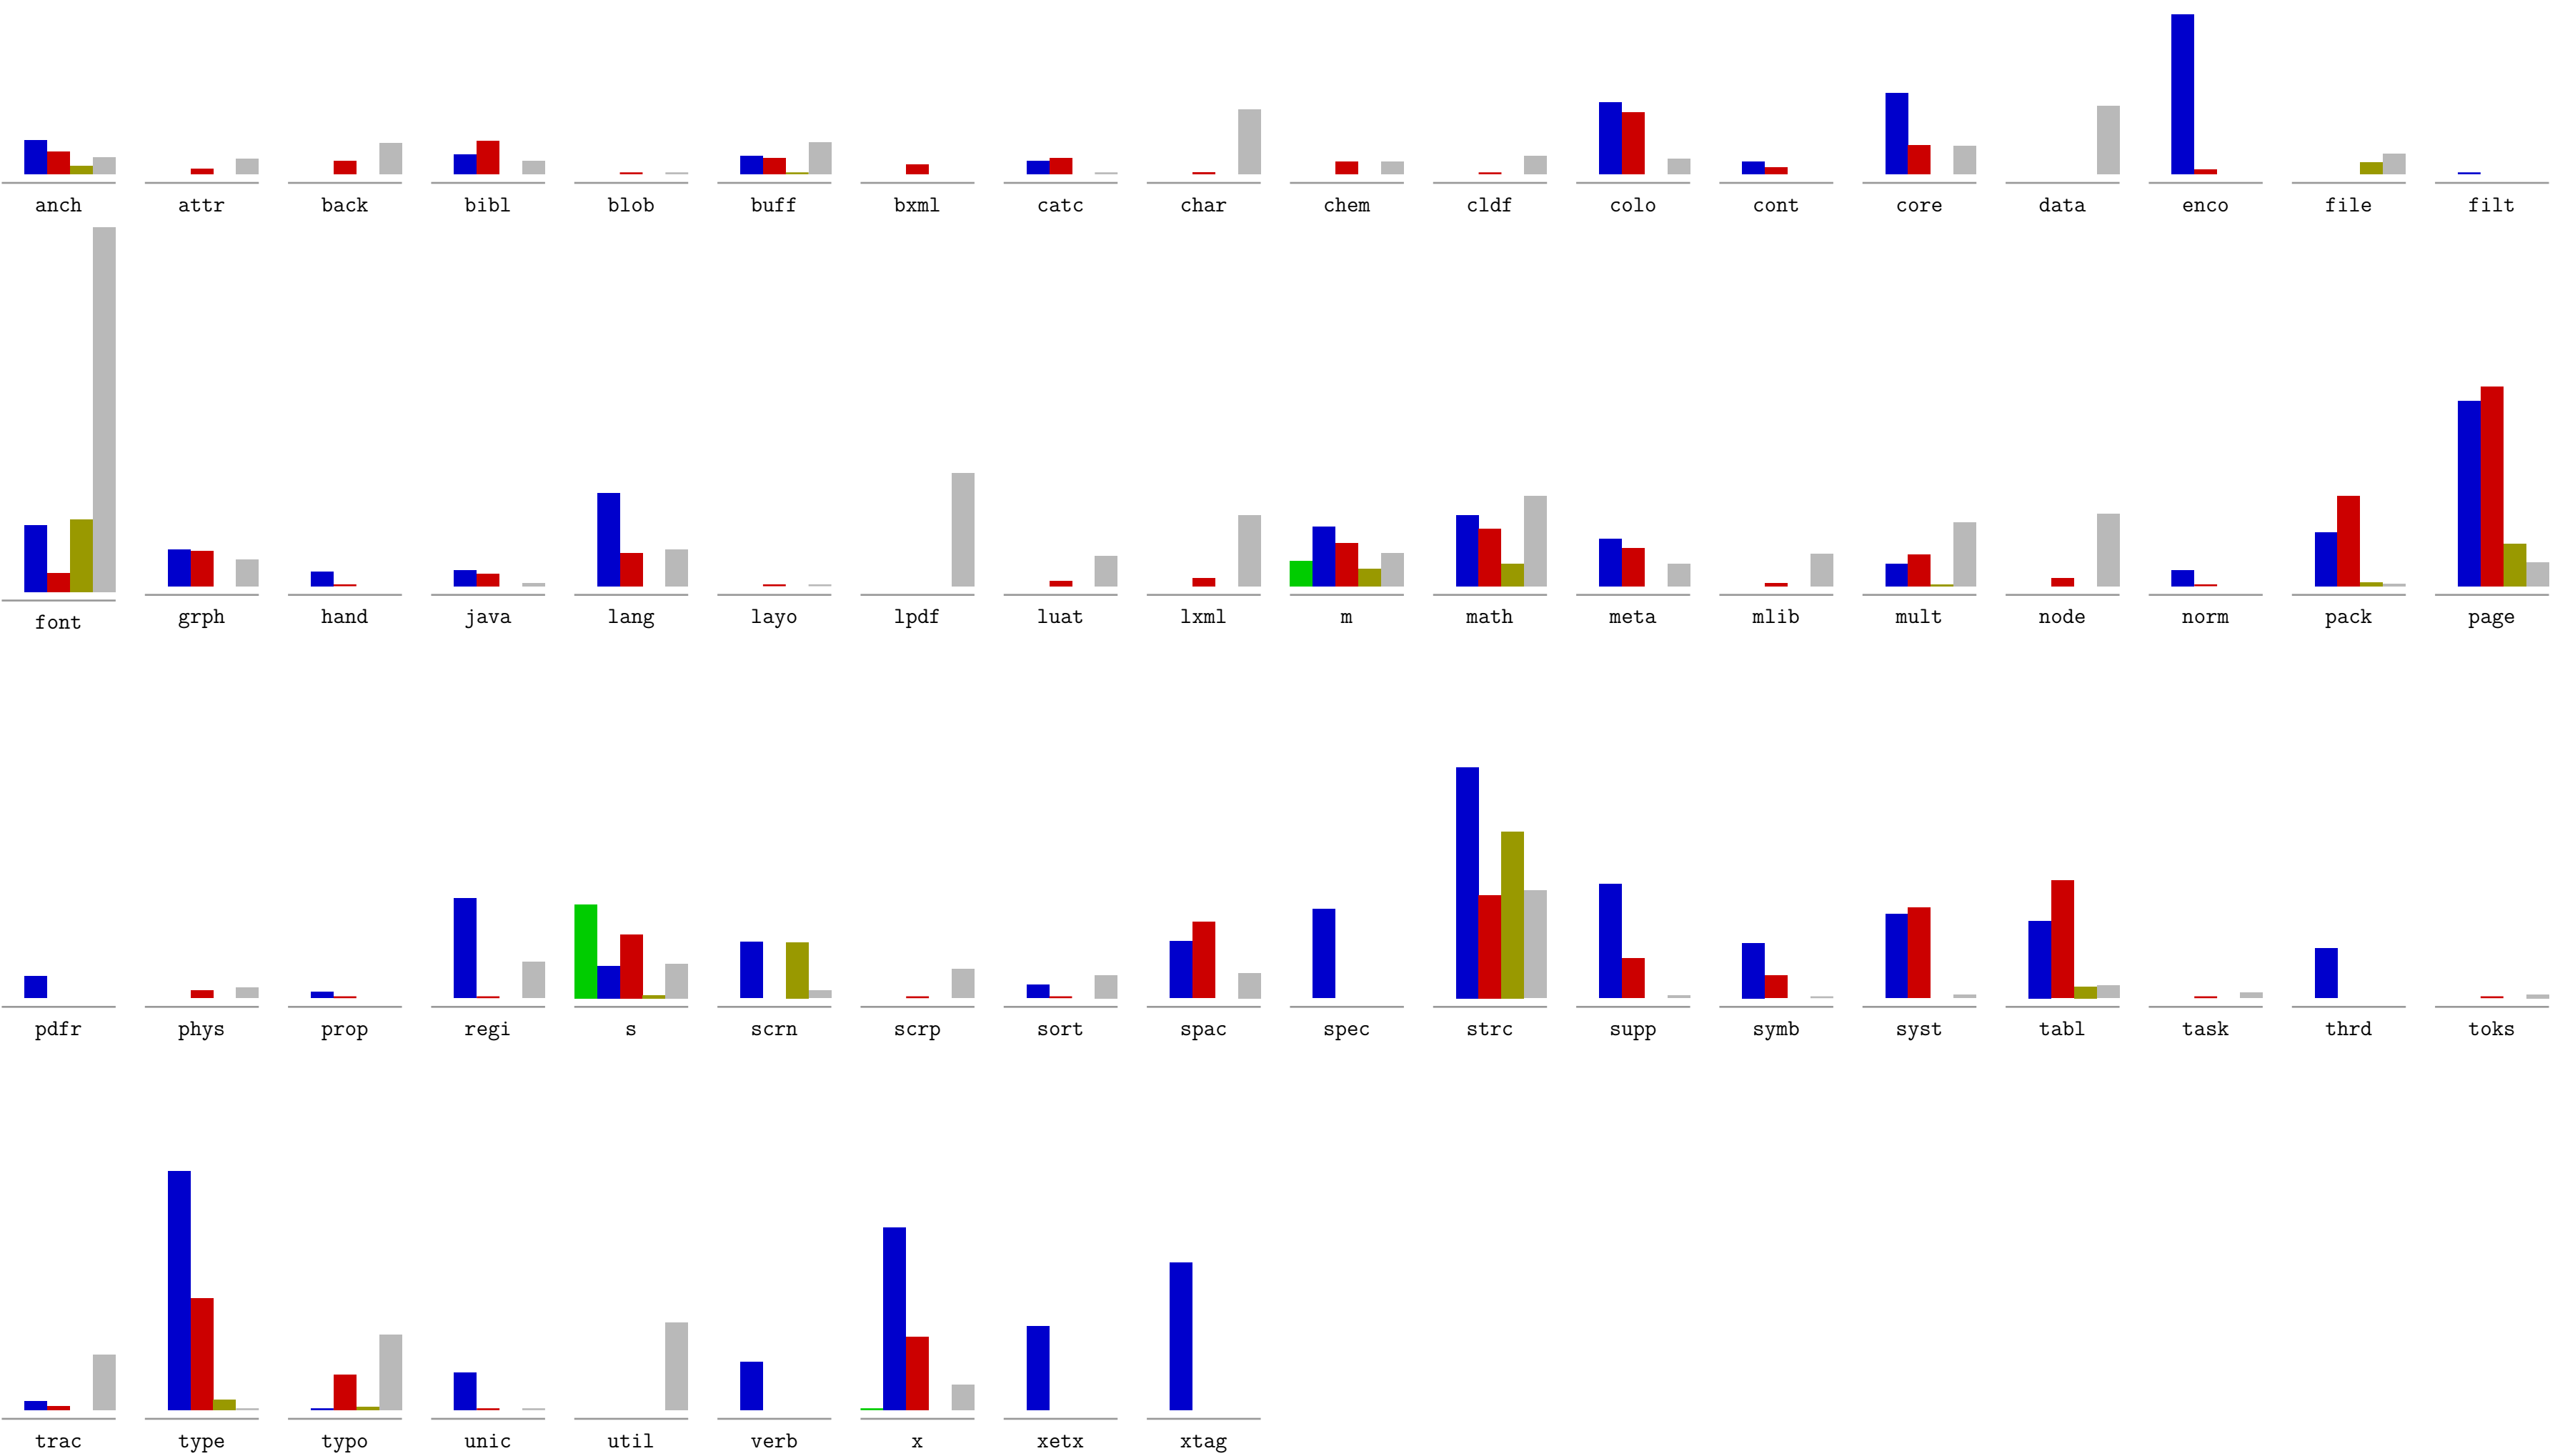 anch attr back bibl blob buff bxml catc char chem cldf colo cont core data enco file filt
font grph hand java lang layo lpdf luat lxml m math meta mlib mult node norm pack page
pdfr phys prop regi s scrn scrp sort spac spec strc supp symb syst tabl task thrd toks
trac type typo unic util verb x xetx xtag